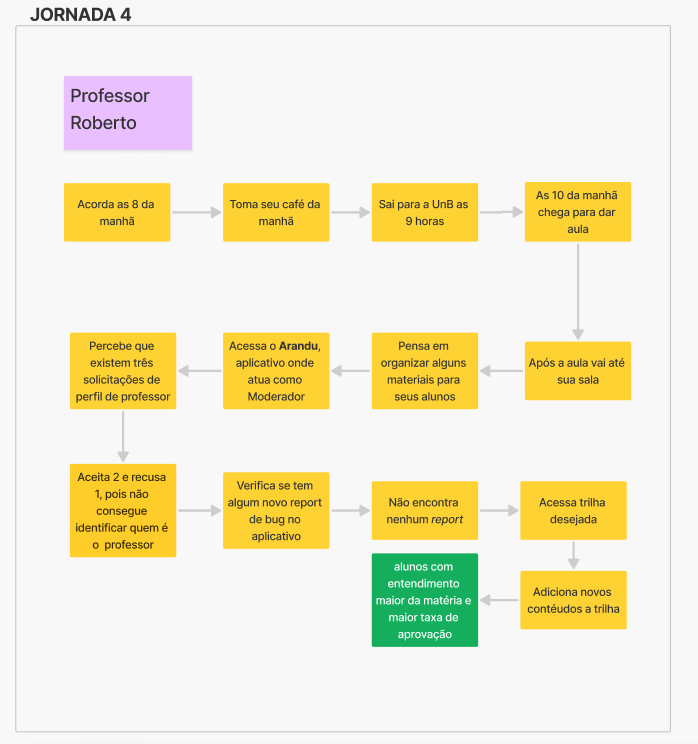 JORNADA 4
Professor
Roberto
Acorda as 8 da
manhã
Toma seu café da
manhã
Sai para a UnB as
9 horas
As 10 da manhã
chega para dar
aula
Após a aula vai até
sua sala
Pensa em
organizar alguns
materiais para
seus alunos
Acessa o Arandu,
aplicativo onde
atua como
Moderador
Percebe que
existem três
solicitações de
perfil de professor
Aceita 2 e recusa
1, pois não
consegue
identificar quem é
o professor
Verifica se tem
algum novo report
de bug no
aplicativo
Não encontra
nenhum report
Acessa trilha
desejada
Adiciona novos
contéudos a trilha
alunos com
entendimento
maior da matéria e
maior taxa de
aprovação